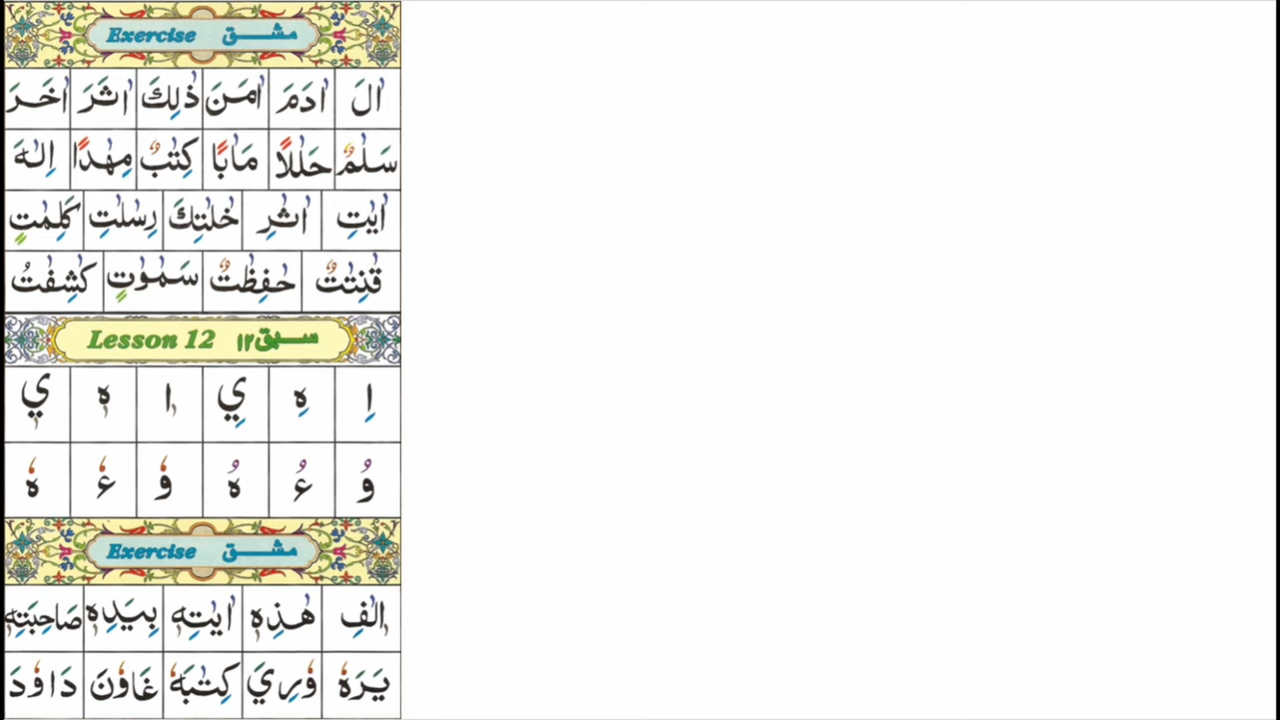 Exercise مشق
اٰلَ اٰدَمَ اٰمَنَ ذٰلِكَ اٰثَرَ اٰخَرَ
سَلٰمٌ حَلٰلًا مَاٰبًا كِتٰبٌ مِهٰدًا اِلٰهَ
اٰيٰتِ اٰثٰرِ خٰلٰتِكَ رِسٰلٰتِ كَلِمٰتٍ
قٰنِتٰتٌ حٰفِظٰتٌ سَمٰوٰتٍ كٰشِفٰتُ
Lesson 12 سبق ۱۲
اِ هِ يِ اٖ هٖ يٖ
وُ ءُ هُ وٗ ءٗ هٗ
Exercise مشق
اٖلٰفِ هٰذِهٖ اٰيٰتِهٖ بِيَدِهٖ صَاحِبَتِهٖ
يَرَهٗ وٗرِيَ كِتٰبَهٗ غَاوٗنَ دَاوٗدَ